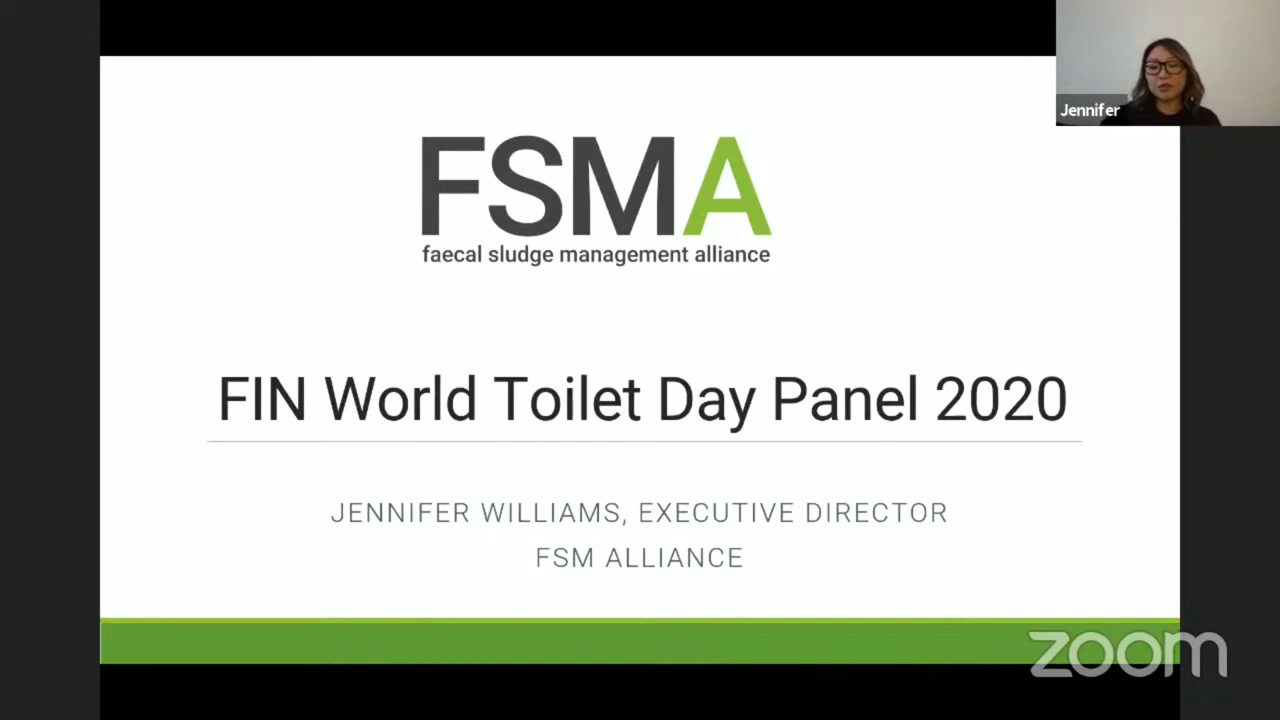 Jennifer
FSMA
faecal sludge management alliance
FIN World Toilet Day Panel 2020
JENNIFER WILLIAMS, EXECUTIVE DIRECTOR
FSM ALLIANCE
zoom